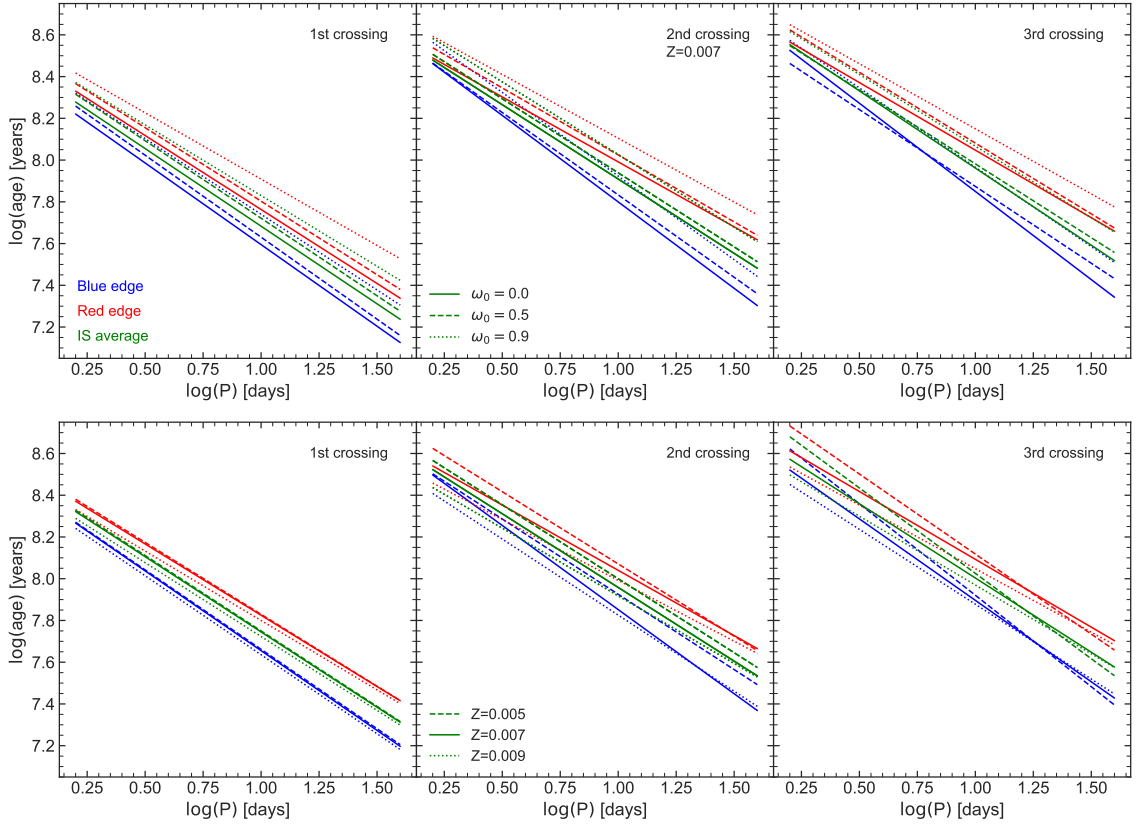 1st crossing
2nd crossing
Z=0.007
3rd crossing
8.6
8.4
8.2
8.0
7.8
7.6
7.4
7.2
log(age) [years]
Blue edge
Red edge
IS average
ω₀ = 0.0
ω₀ = 0.5
ω₀ = 0.9
0.25 0.50 0.75 1.00 1.25 1.50
0.25 0.50 0.75 1.00 1.25 1.50
0.25 0.50 0.75 1.00 1.25 1.50
log(P) [days]
log(P) [days]
log(P) [days]
1st crossing
2nd crossing
3rd crossing
8.6
8.4
8.2
8.0
7.8
7.6
7.4
7.2
log(age) [years]
Z=0.005
Z=0.007
Z=0.009
0.25 0.50 0.75 1.00 1.25 1.50
0.25 0.50 0.75 1.00 1.25 1.50
0.25 0.50 0.75 1.00 1.25 1.50
log(P) [days]
log(P) [days]
log(P) [days]